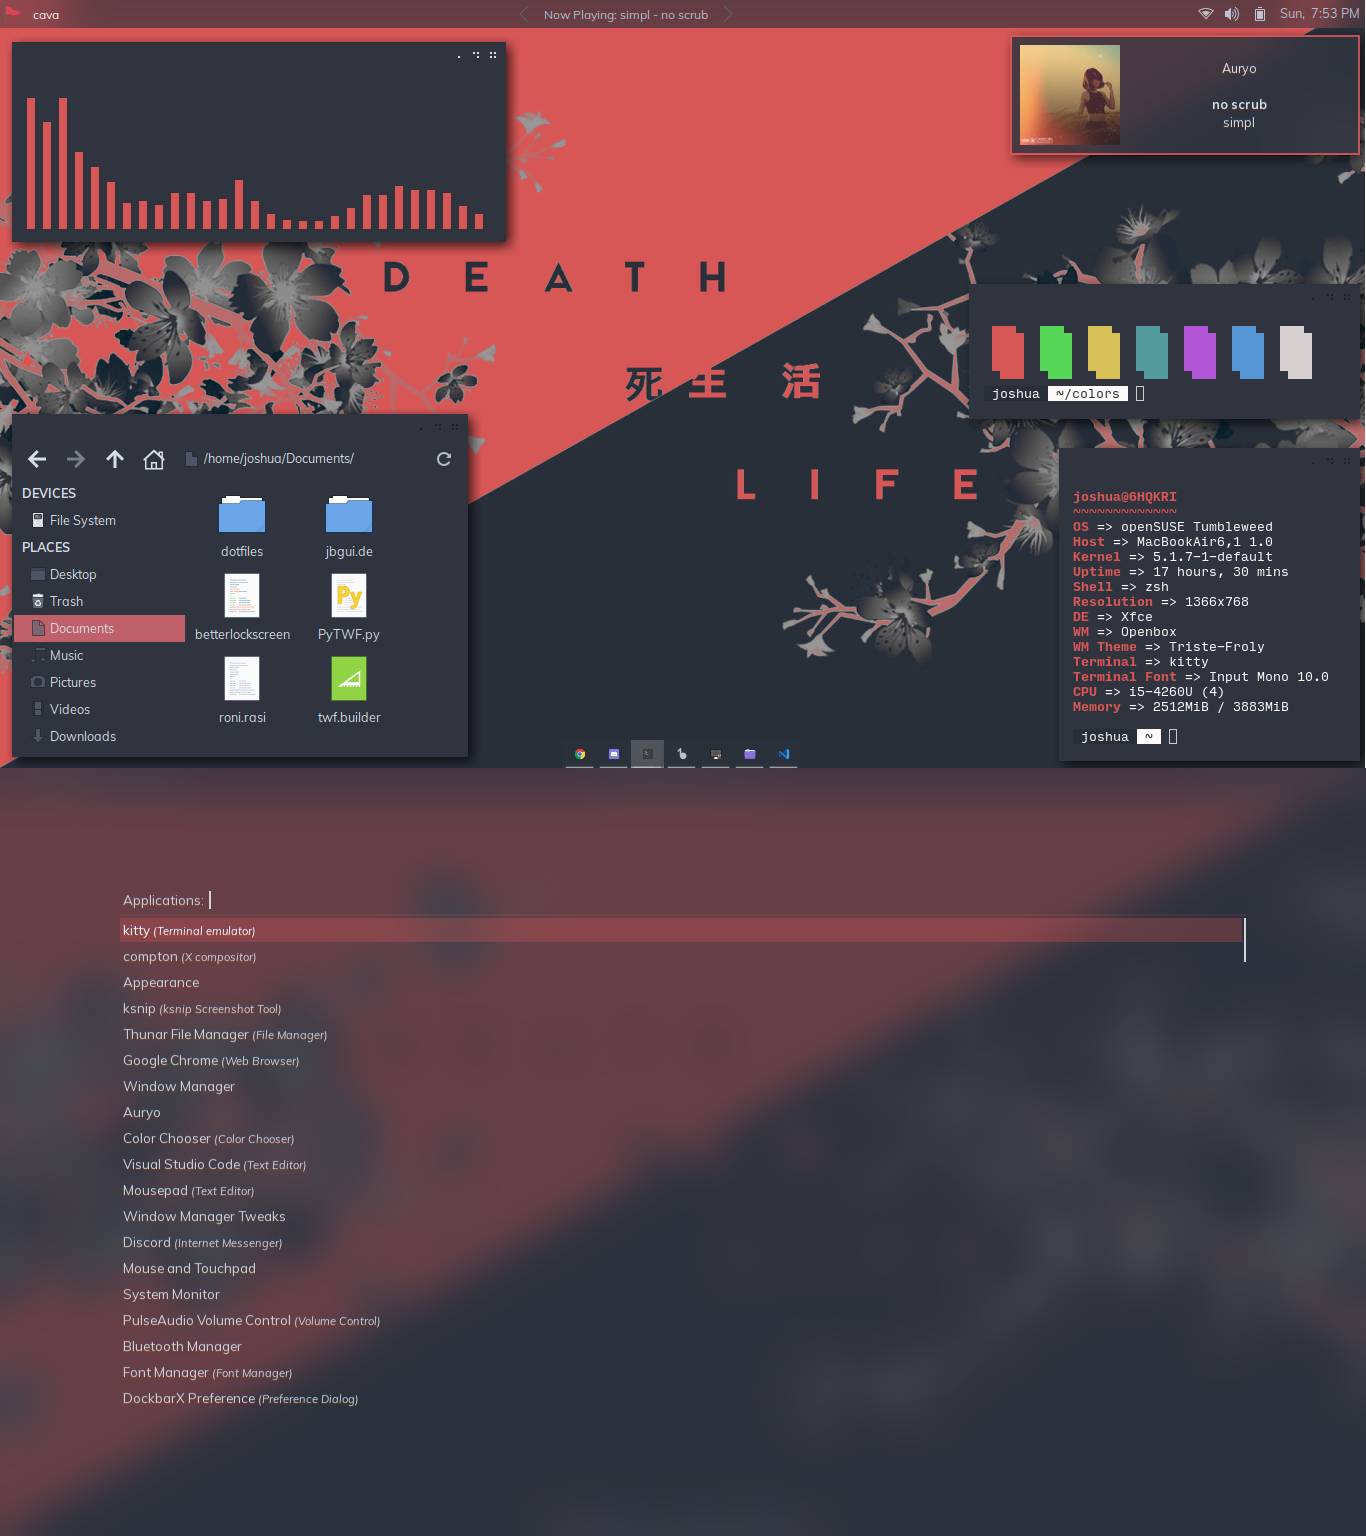 cava
Now Playing: simpl - no scrub
Sun, 7:53 PM
Auryo
no scrub
simpl
DEATH
死 生 活
LIFE
joshua ~/colors
/home/joshua/Documents/
DEVICES
File System
PLACES
Desktop
Trash
Documents
Music
Pictures
Videos
Downloads
dotfiles
jbgui.de
betterlockscreen
Py
PyTWF.py
roni.rasi
twf.builder
joshua@6HQKRI
~~~~~~~~~~~~~
OS => openSUSE Tumbleweed
Host => MacBookAir6,1 1.0
Kernel => 5.1.7-1-default
Uptime => 17 hours, 30 mins
Shell => zsh
Resolution => 1366x768
DE => Xfce
WM => Openbox
WM Theme => Triste-Froly
Terminal => kitty
Terminal Font => Input Mono 10.0
CPU => i5-4260U (4)
Memory => 2512MiB / 3883MiB
joshua ~
Applications:
kitty (Terminal emulator)
compton (X compositor)
Appearance
ksnip (ksnip Screenshot Tool)
Thunar File Manager (File Manager)
Google Chrome (Web Browser)
Window Manager
Auryo
Color Chooser (Color Chooser)
Visual Studio Code (Text Editor)
Mousepad (Text Editor)
Window Manager Tweaks
Discord (Internet Messenger)
Mouse and Touchpad
System Monitor
PulseAudio Volume Control (Volume Control)
Bluetooth Manager
Font Manager (Font Manager)
DockbarX Preference (Preference Dialog)